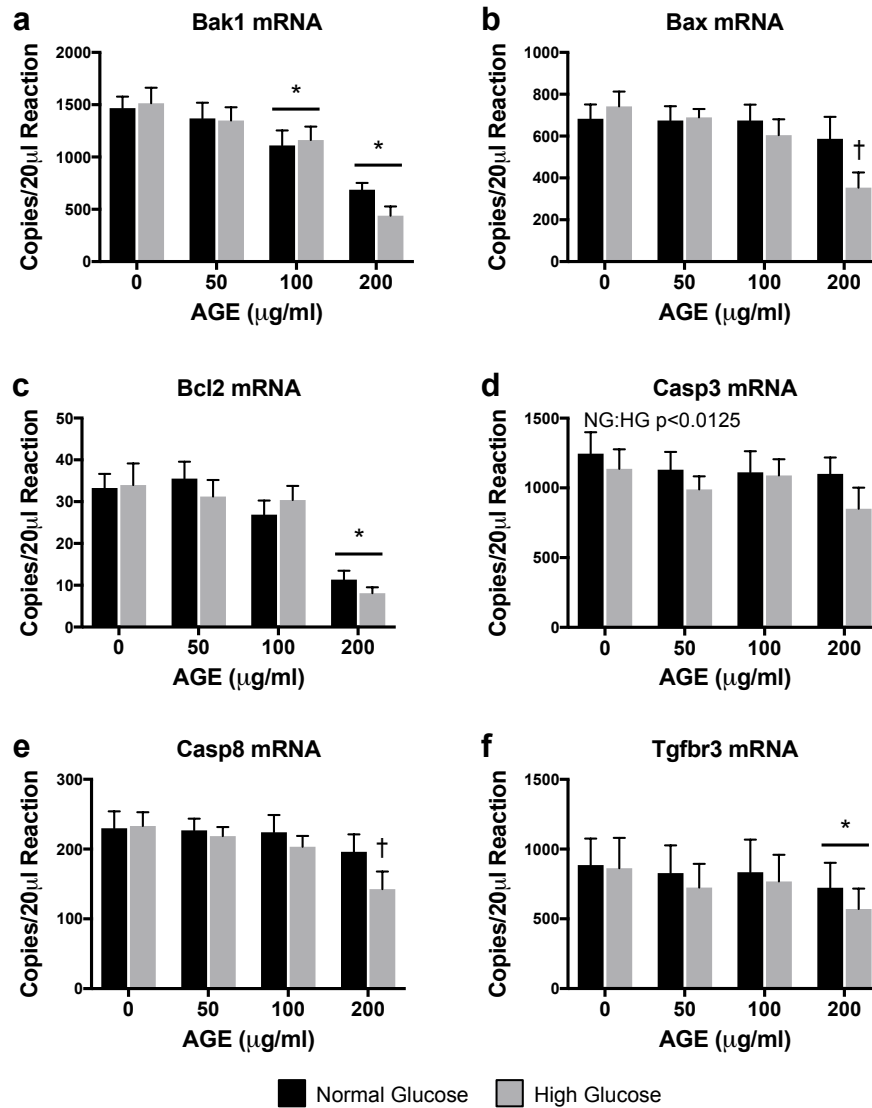 a
Bak1 mRNA
Copies/20μl Reaction
2000
1500
1000
500
0
*
*
0 50 100 200
AGE (μg/ml)
b
Bax mRNA
Copies/20μl Reaction
1000
800
600
400
200
0
†
0 50 100 200
AGE (μg/ml)
c
Bcl2 mRNA
Copies/20μl Reaction
50
40
30
20
10
0
*
0 50 100 200
AGE (μg/ml)
d
Casp3 mRNA
Copies/20μl Reaction
1500
1000
500
0
NG:HG p<0.0125
0 50 100 200
AGE (μg/ml)
e
Casp8 mRNA
Copies/20μl Reaction
300
200
100
0
†
0 50 100 200
AGE (μg/ml)
f
Tgfbr3 mRNA
Copies/20μl Reaction
1500
1000
500
0
*
0 50 100 200
AGE (μg/ml)
Normal Glucose High Glucose